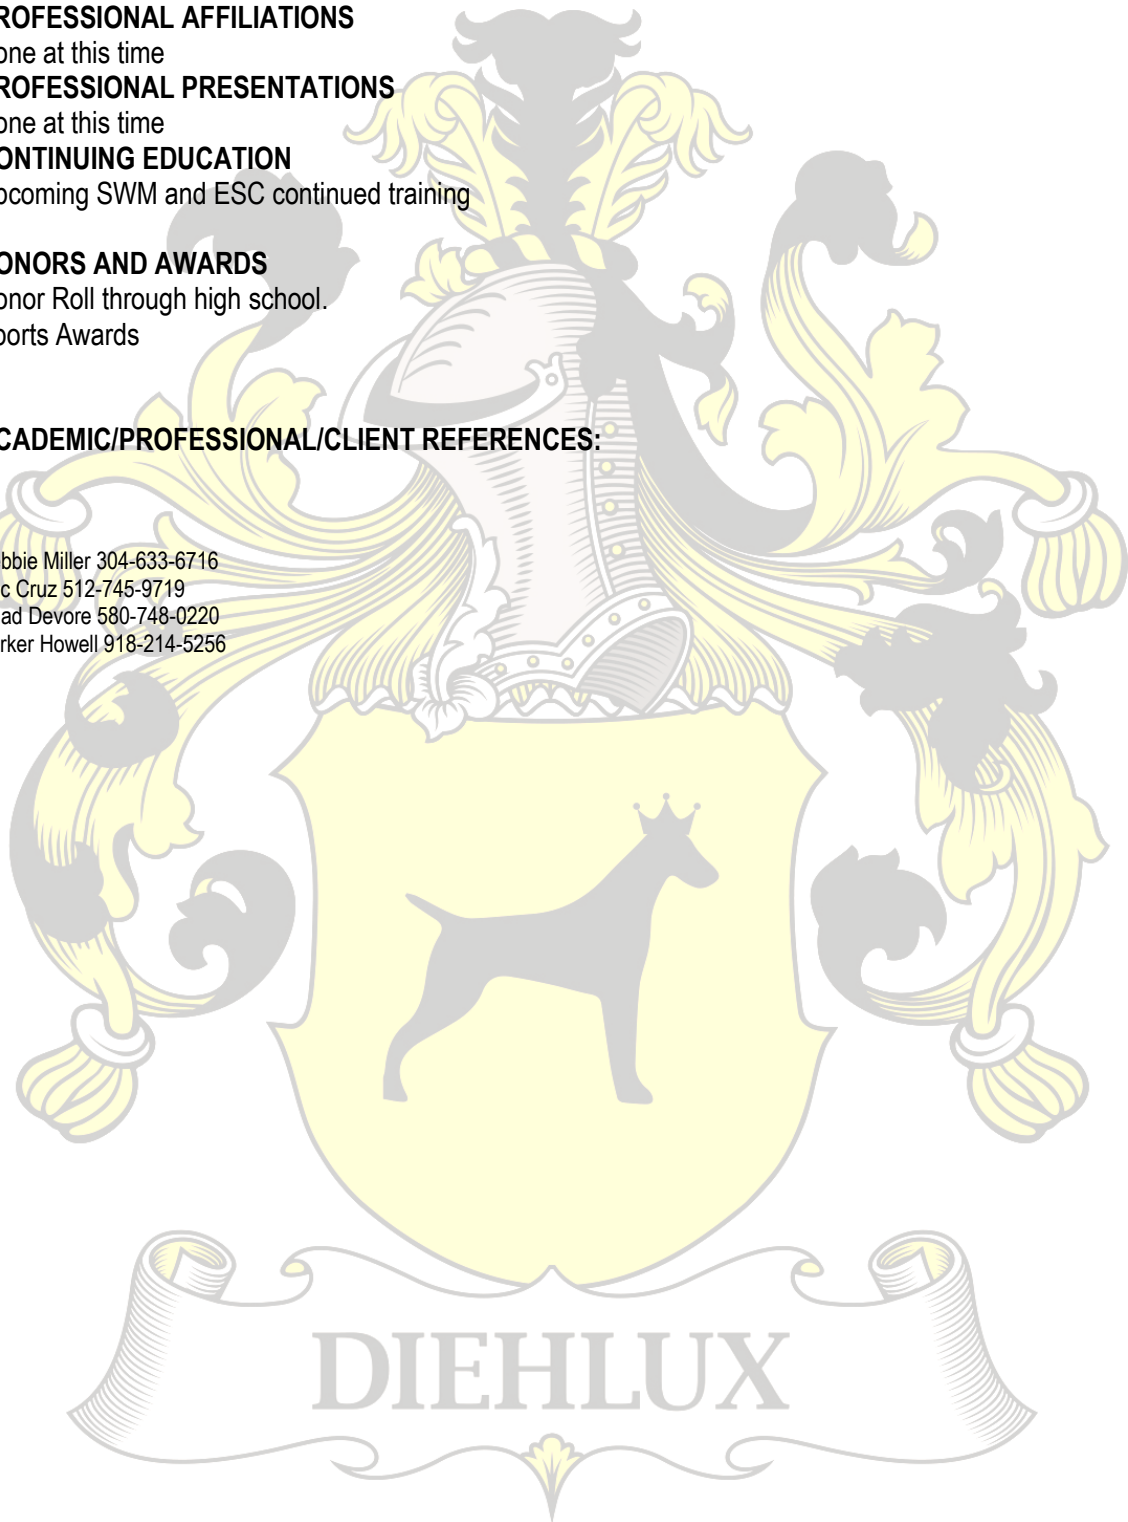 ROFESSIONAL AFFILIATIONS
one at this time
ROFESSIONAL PRESENTATIONS
one at this time
ONTINUING EDUCATION
pcoming SWM and ESC continued training
ONORS AND AWARDS
onor Roll through high school.
ports Awards
CADEMIC/PROFESSIONAL/CLIENT REFERENCES:
bbie Miller 304-633-6716
c Cruz 512-745-9719
ad Devore 580-748-0220
rker Howell 918-214-5256
DIEHLUX